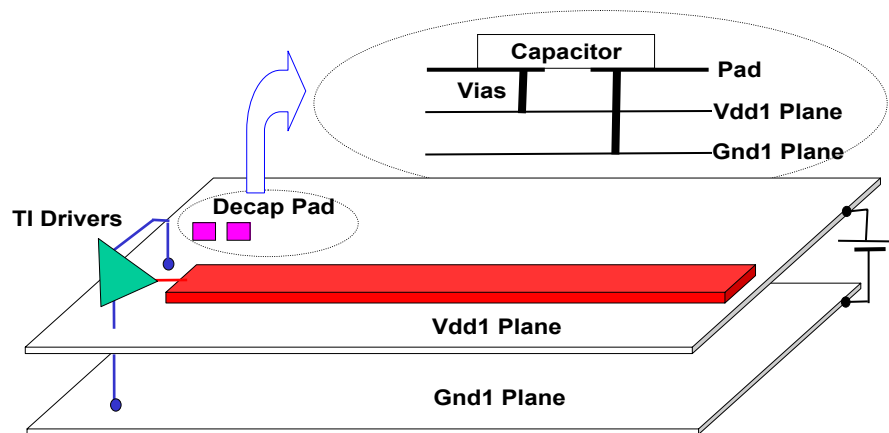 Capacitor
Pad
Vias
Vdd1 Plane
Gnd1 Plane
TI Drivers
Decap Pad
Vdd1 Plane
Gnd1 Plane